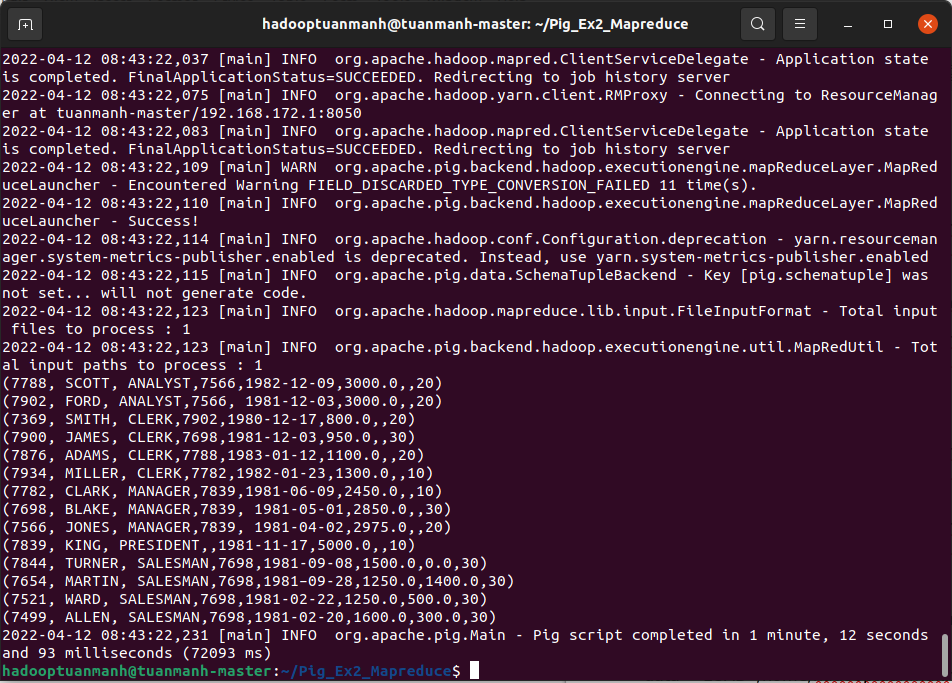 hadooptuanmanh@tuanmanh-master: ~/Pig_Ex2_Mapreduce
2022-04-12 08:43:22,037 [main] INFO  org.apache.hadoop.mapred.ClientServiceDelegate - Application state
is completed. FinalApplicationStatus=SUCCEEDED. Redirecting to job history server
2022-04-12 08:43:22,075 [main] INFO  org.apache.hadoop.yarn.client.RMProxy - Connecting to ResourceManag
er at tuanmanh-master/192.168.172.1:8050
2022-04-12 08:43:22,083 [main] INFO  org.apache.hadoop.mapred.ClientServiceDelegate - Application state
is completed. FinalApplicationStatus=SUCCEEDED. Redirecting to job history server
2022-04-12 08:43:22,109 [main] WARN  org.apache.pig.backend.hadoop.executionengine.mapReduceLayer.MapRed
uceLauncher - Encountered Warning FIELD_DISCARDED_TYPE_CONVERSION_FAILED 11 time(s).
2022-04-12 08:43:22,110 [main] INFO  org.apache.pig.backend.hadoop.executionengine.mapReduceLayer.MapRed
uceLauncher - Success!
2022-04-12 08:43:22,114 [main] INFO  org.apache.hadoop.conf.Configuration.deprecation - yarn.resourceman
ager.system-metrics-publisher.enabled is deprecated. Instead, use yarn.system-metrics-publisher.enabled
2022-04-12 08:43:22,115 [main] INFO  org.apache.pig.data.SchemaTupleBackend - Key [pig.schematuple] was
not set... will not generate code.
2022-04-12 08:43:22,123 [main] INFO  org.apache.hadoop.mapreduce.lib.input.FileInputFormat - Total input
 files to process : 1
2022-04-12 08:43:22,123 [main] INFO  org.apache.pig.backend.hadoop.executionengine.util.MapRedUtil - Tot
al input paths to process : 1
(7788, SCOTT, ANALYST,7566,1982-12-09,3000.0,,20)
(7902, FORD, ANALYST,7566, 1981-12-03,3000.0,,20)
(7369, SMITH, CLERK,7902,1980-12-17,800.0,,20)
(7900, JAMES, CLERK,7698,1981-12-03,950.0,,30)
(7876, ADAMS, CLERK,7788,1983-01-12,1100.0,,20)
(7934, MILLER, CLERK,7782,1982-01-23,1300.0,,10)
(7782, CLARK, MANAGER,7839,1981-06-09,2450.0,,10)
(7698, BLAKE, MANAGER,7839, 1981-05-01,2850.0,,30)
(7566, JONES, MANAGER,7839, 1981-04-02,2975.0,,20)
(7839, KING, PRESIDENT,,1981-11-17,5000.0,,10)
(7844, TURNER, SALESMAN,7698,1981-09-08,1500.0,0.0,30)
(7654, MARTIN, SALESMAN,7698,1981–09-28,1250.0,1400.0,30)
(7521, WARD, SALESMAN,7698,1981-02-22,1250.0,500.0,30)
(7499, ALLEN, SALESMAN,7698,1981-02-20,1600.0,300.0,30)
2022-04-12 08:43:22,231 [main] INFO  org.apache.pig.Main - Pig script completed in 1 minute, 12 seconds
and 93 milliseconds (72093 ms)
hadooptuanmanh@tuanmanh-master:~/Pig_Ex2_Mapreduce$